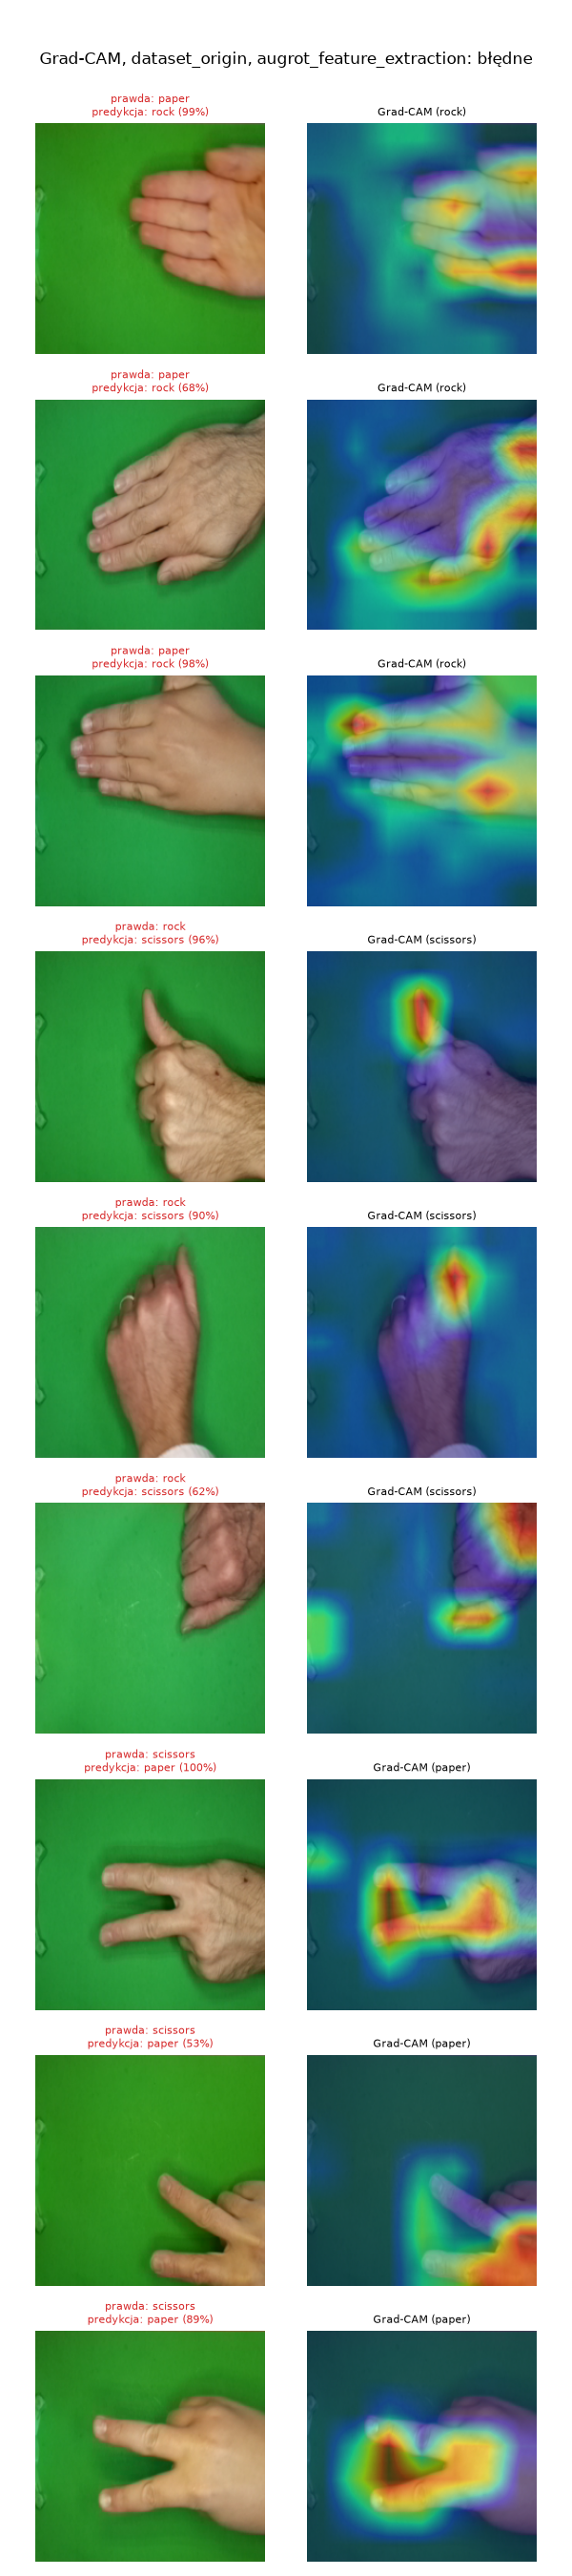 Grad-CAM, dataset_origin, augrot_feature_extraction: błędne
prawda: paper
predykcja: rock (99%)
Grad-CAM (rock)
prawda: paper
predykcja: rock (68%)
Grad-CAM (rock)
prawda: paper
predykcja: rock (98%)
Grad-CAM (rock)
prawda: rock
predykcja: scissors (96%)
Grad-CAM (scissors)
prawda: rock
predykcja: scissors (90%)
Grad-CAM (scissors)
prawda: rock
predykcja: scissors (62%)
Grad-CAM (scissors)
prawda: scissors
predykcja: paper (100%)
Grad-CAM (paper)
prawda: scissors
predykcja: paper (53%)
Grad-CAM (paper)
prawda: scissors
predykcja: paper (89%)
Grad-CAM (paper)